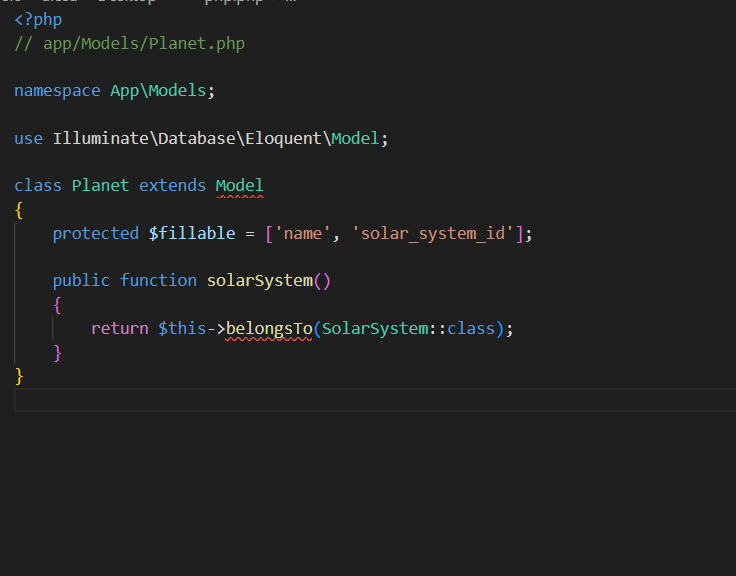 <?php
// app/Models/Planet.php
namespace App\Models;
use Illuminate\Database\Eloquent\Model;
class Planet extends Model
{
protected $fillable = ['name', 'solar_system_id'];
public function solarSystem()
{
return $this->belongsTo(SolarSystem::class);
}
}